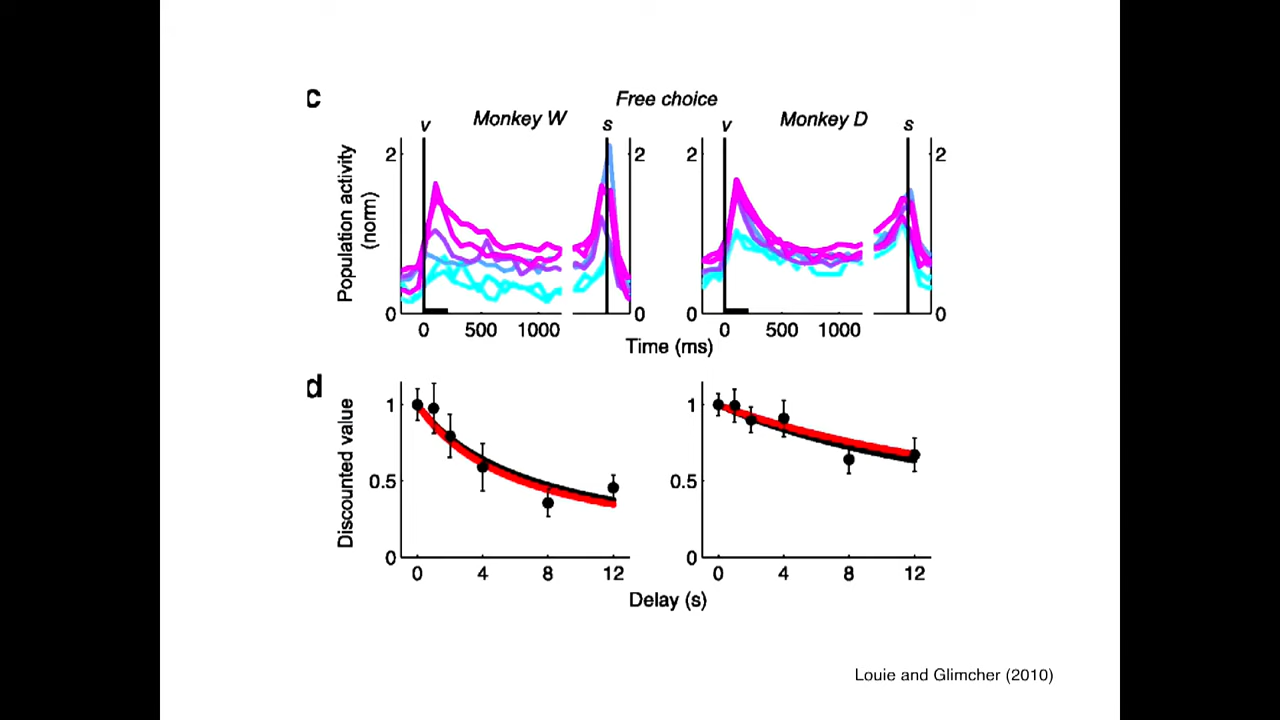 c
Free choice
Monkey W
Monkey D
v
s
v
s
Population activity
(norm)
2
2
2
2
0
0
0
0
0
500
1000
0
500
1000
Time (ms)
d
Discounted value
1
0.5
0
0
4
8
12
1
0.5
0
0
4
8
12
Delay (s)
Louie and Glimcher (2010)